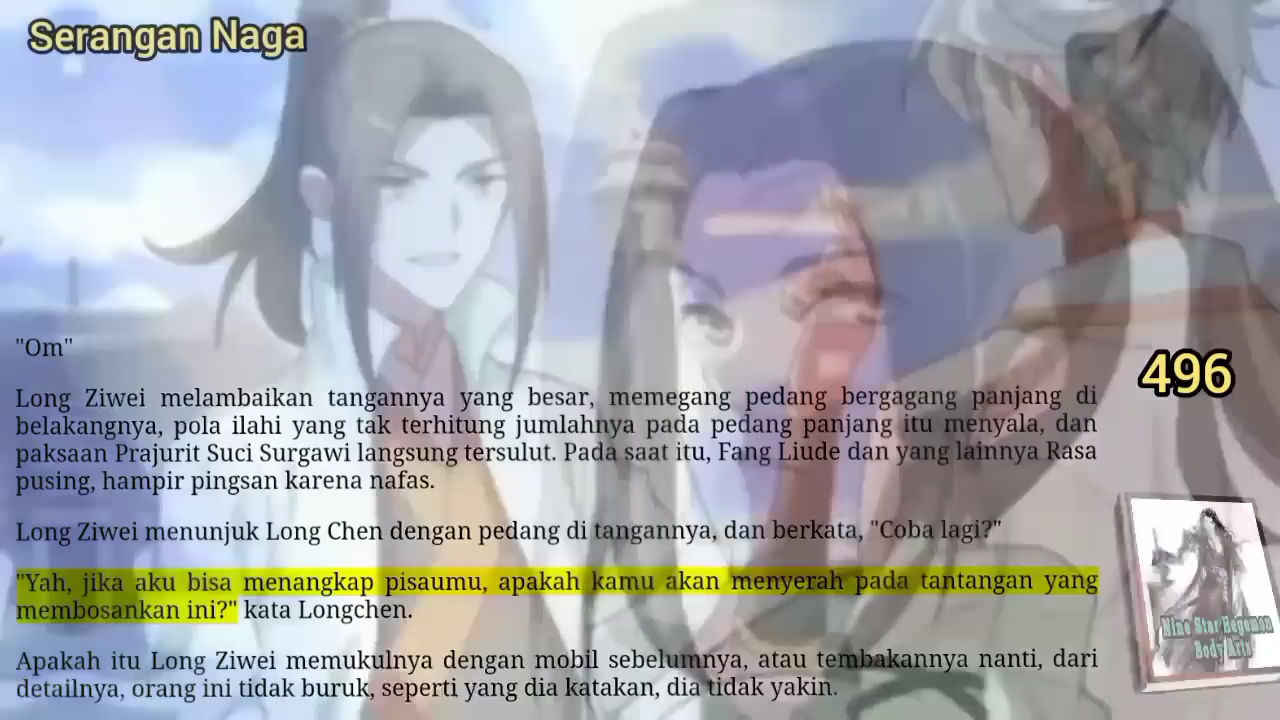 Serangan Naga
"Om"
Long Ziwei melambaikan tangannya yang besar, memegang pedang bergagang panjang di
belakangnya, pola ilahi yang tak terhitung jumlahnya pada pedang panjang itu menyala, dan
paksaan Prajurit Suci Surgawi langsung tersulut. Pada saat itu, Fang Liude dan yang lainnya Rasa
pusing, hampir pingsan karena nafas.
496
Long Ziwei menunjuk Long Chen dengan pedang di tangannya, dan berkata, "Coba lagi?"
"Yah, jika aku bisa menangkap pisaumu, apakah kamu akan menyerah pada tantangan yang
membosankan ini?" kata Longchen.
Apakah itu Long Ziwei memukulnya dengan mobil sebelumnya, atau tembakannya nanti, dari
detailnya, orang ini tidak buruk, seperti yang dia katakan, dia tidak yakin.
Nine Star Hegemon
Body Arts